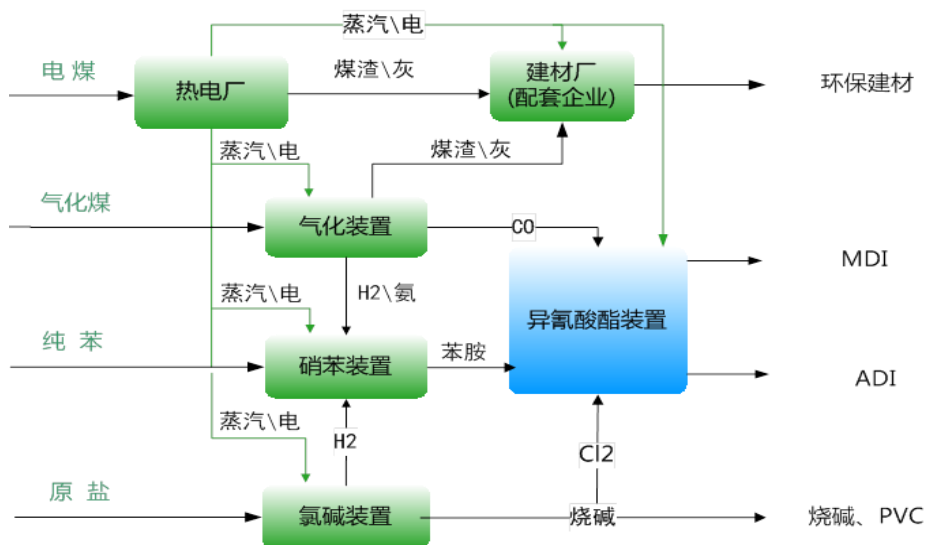 蒸汽\电
电 煤
热电厂
煤渣\灰
建材厂
(配套企业)
环保建材
蒸汽\电
煤渣\灰
气化煤
气化装置
CO
MDI
蒸汽\电
H2\氨
异氰酸酯装置
纯 苯
硝苯装置
苯胺
ADI
蒸汽\电
H2
Cl2
原 盐
氯碱装置
烧碱
烧碱、PVC